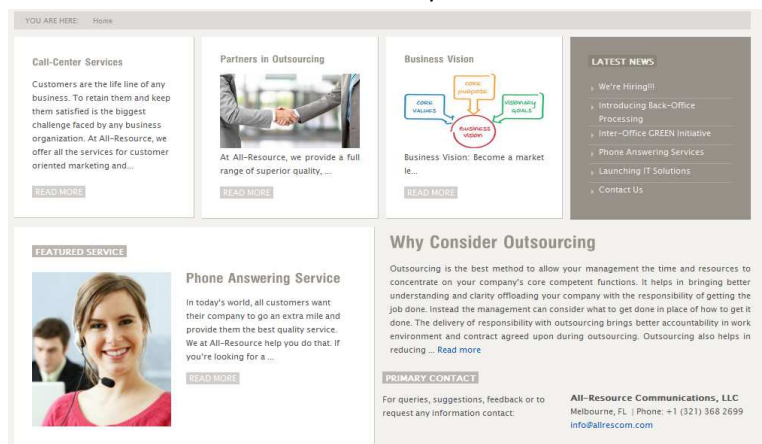 YOU ARE HERE: Home
Call-Center Services
Customers are the life line of any
business. To retain them and keep
them satisfied is the biggest
challenge faced by any business
organization. At All-Resource, we
offer all the services for customer
oriented marketing and...
READ MORE
Partners in Outsourcing
At All-Resource, we provide a full
range of superior quality, ...
READ MORE
Business Vision
CORE
PURPOSE
CORE
VALUES
VISIONARY
GOALS
BUSINESS
VISION
Business Vision: Become a market
le...
READ MORE
LATEST NEWS
We're Hiring!!!
Introducing Back-Office
Processing
Inter-Office GREEN Initiative
Phone Answering Services
Launching IT Solutions
Contact Us
FEATURED SERVICE
Phone Answering Service
In today's world, all customers want
their company to go an extra mile and
provide them the best quality service.
We at All-Resource help you do that. If
you're looking for a ...
READ MORE
Why Consider Outsourcing
Outsourcing is the best method to allow your management the time and resources to
concentrate on your company's core competent functions. It helps in bringing better
understanding and clarity offloading your company with the responsibility of getting the
job done. Instead the management can consider what to get done in place of how to get it
done. The delivery of responsibility with outsourcing brings better accountability in work
environment and contract agreed upon during outsourcing. Outsourcing also helps in
reducing ... Read more
PRIMARY CONTACT
For queries, suggestions, feedback or to
request any information contact:
All-Resource Communications, LLC
Melbourne, FL | Phone: +1 (321) 368 2699
info@allrescom.com